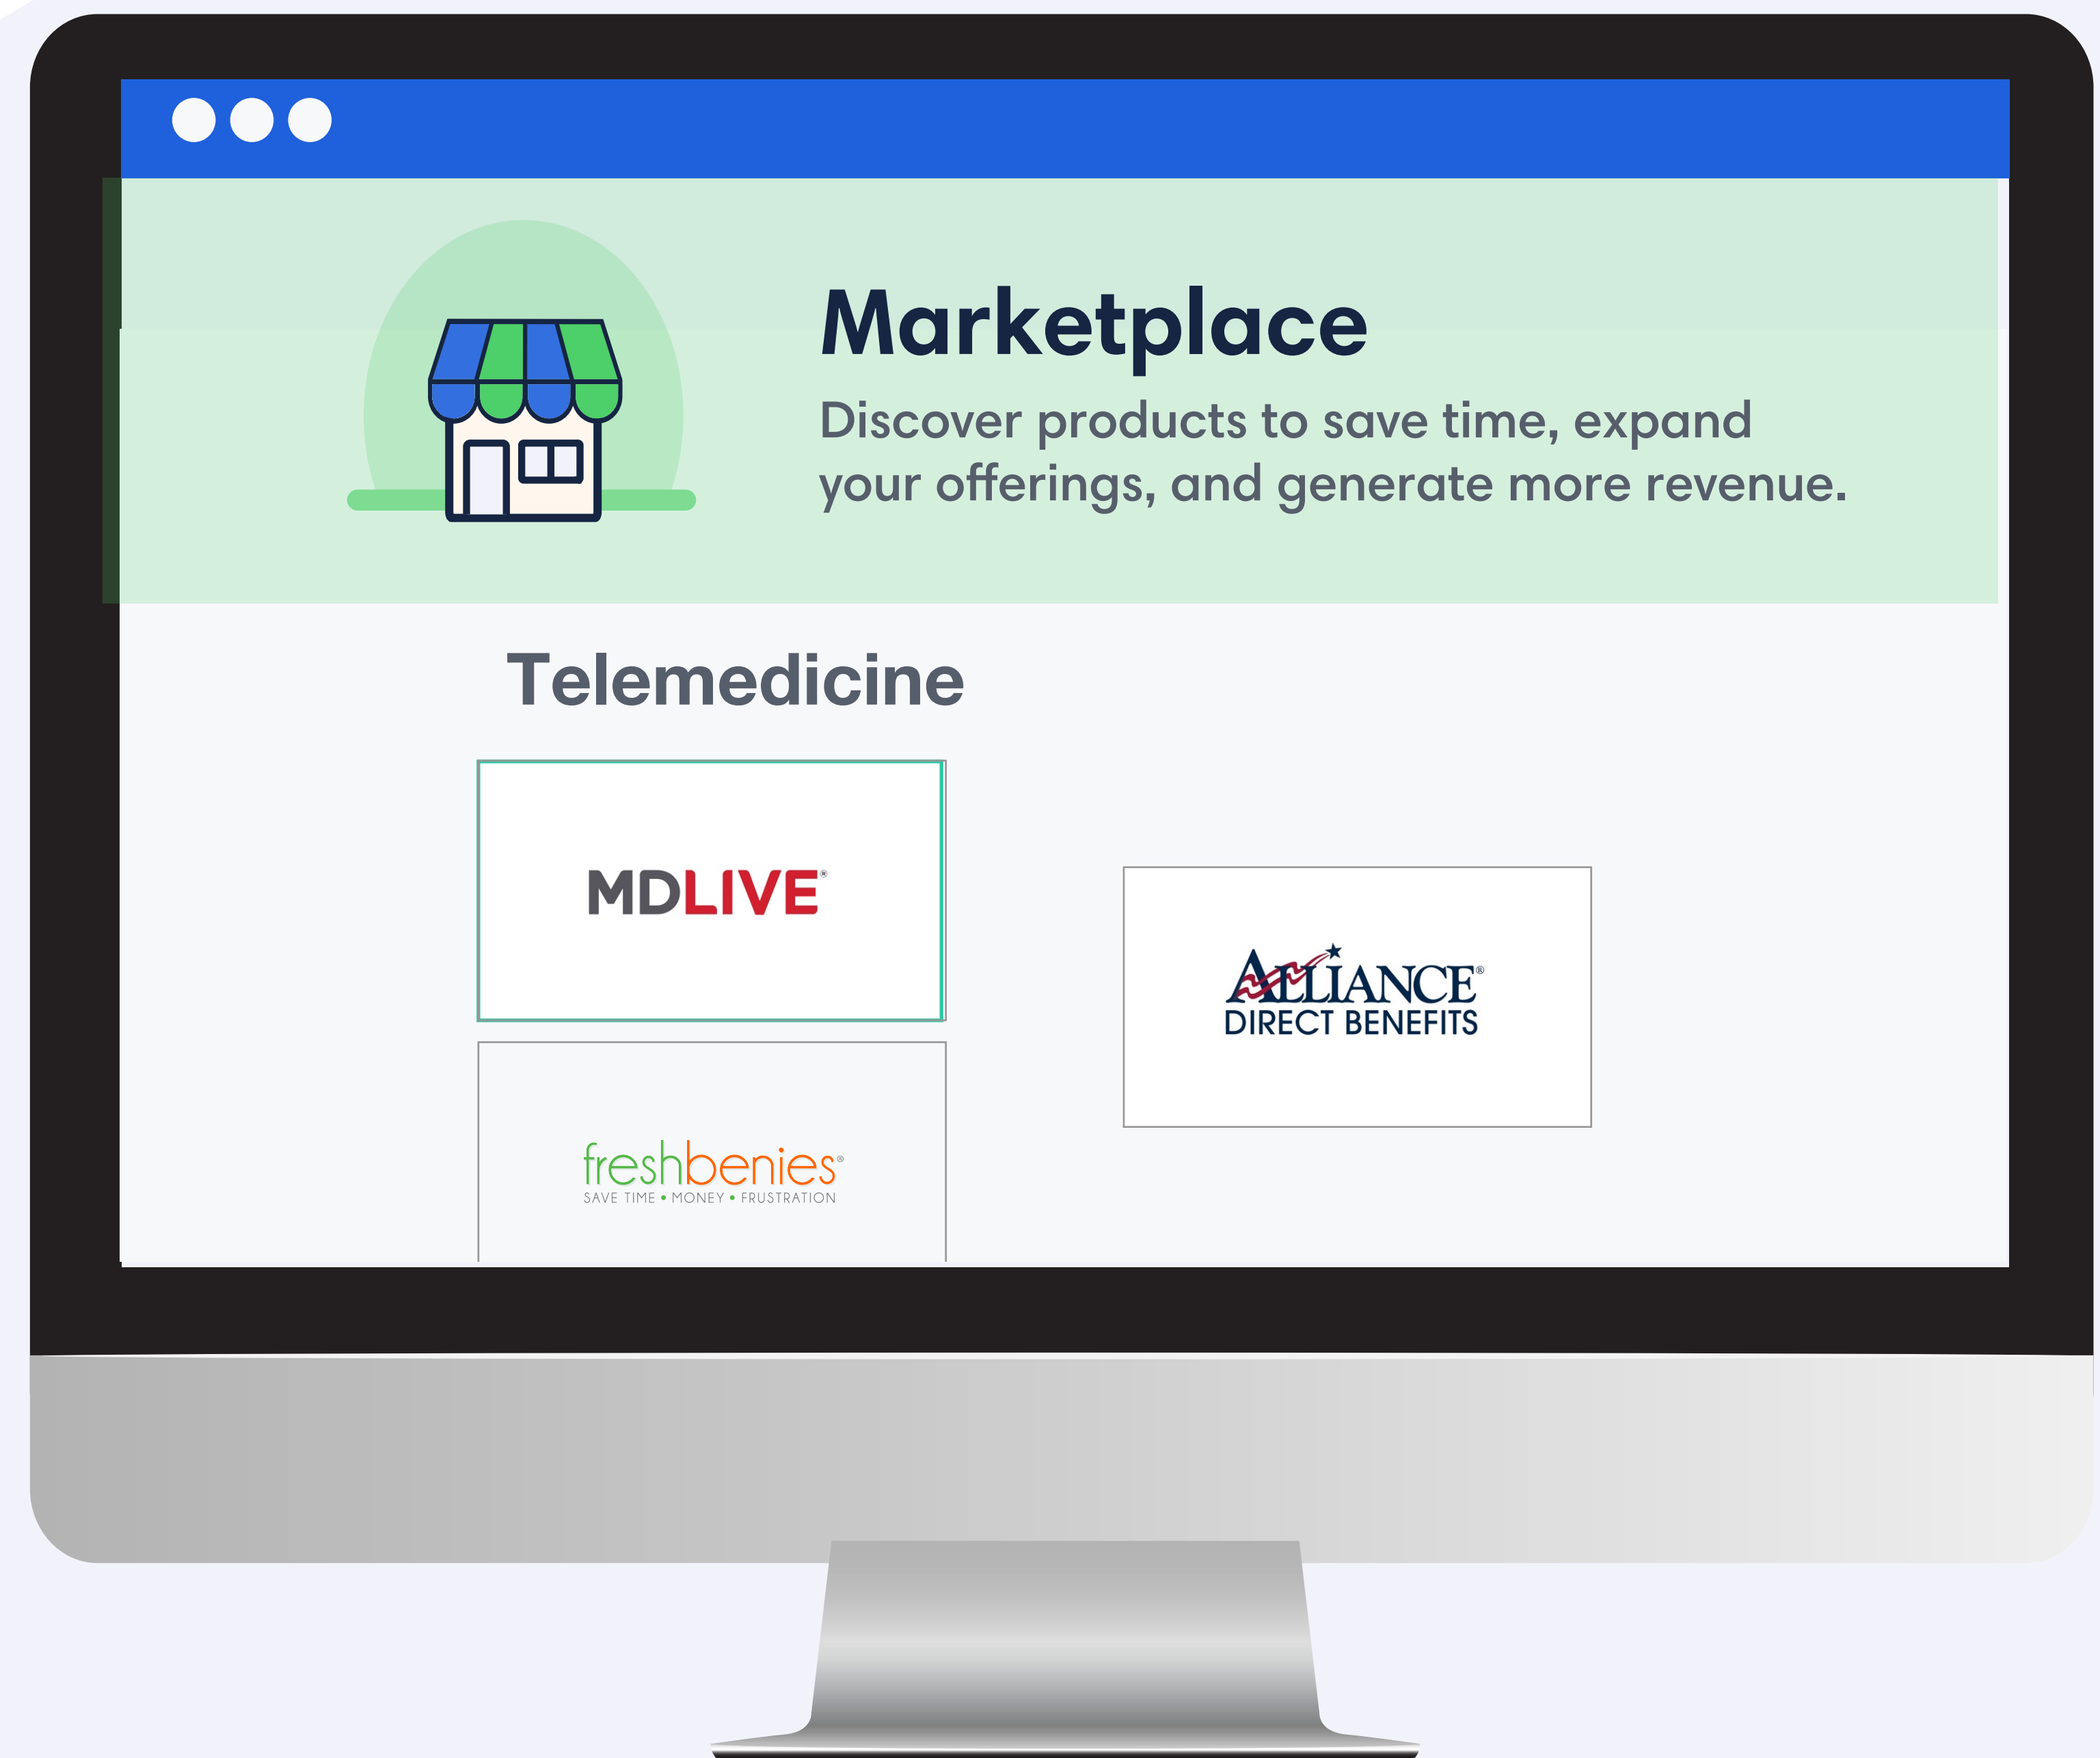 Marketplace
Discover products to save time, expand
your offerings, and generate more revenue.
Telemedicine
MDLIVE®
ALLIANCE®
DIRECT BENEFITS
freshbenies®
SAVE TIME • MONEY • FRUSTRATION